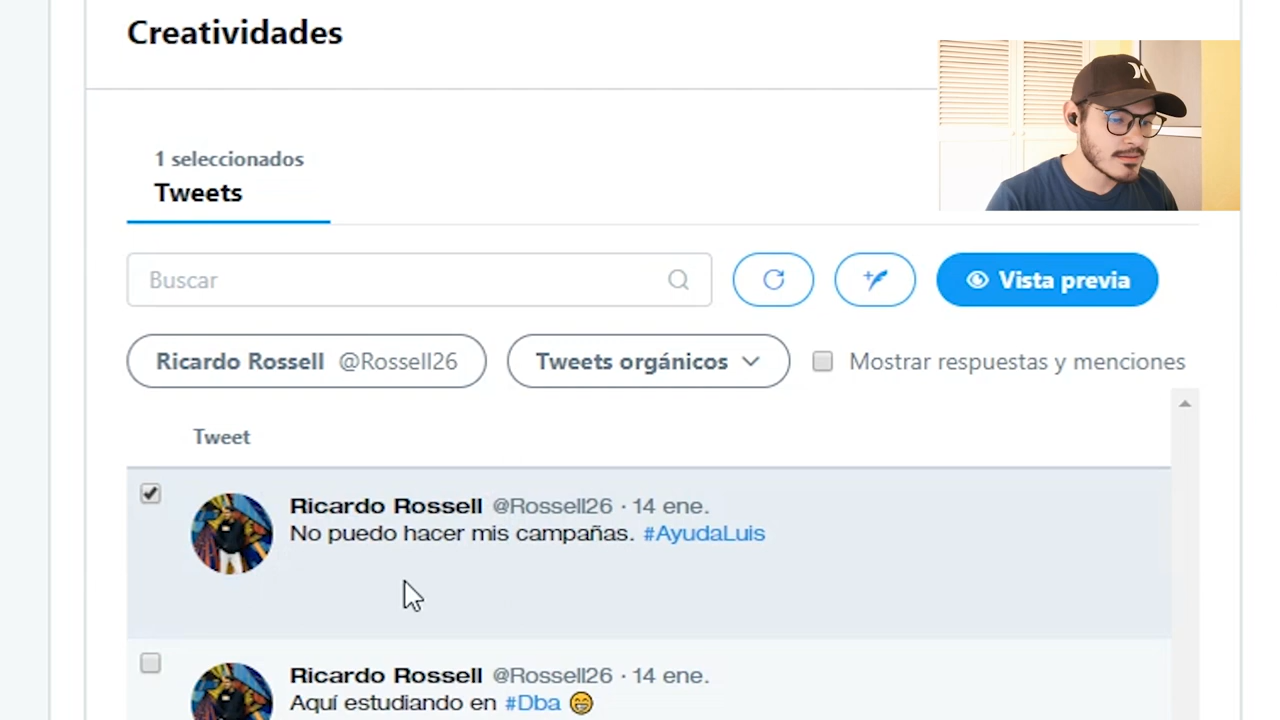 Creatividades
1 seleccionados
Tweets
Buscar
Vista previa
Ricardo Rossell @Rossell26
Tweets orgánicos
Mostrar respuestas y menciones
Tweet
Ricardo Rossell @Rossell26 · 14 ene.
No puedo hacer mis campañas. #AyudaLuis
Ricardo Rossell @Rossell26 · 14 ene.
Aquí estudiando en #Dba 😁